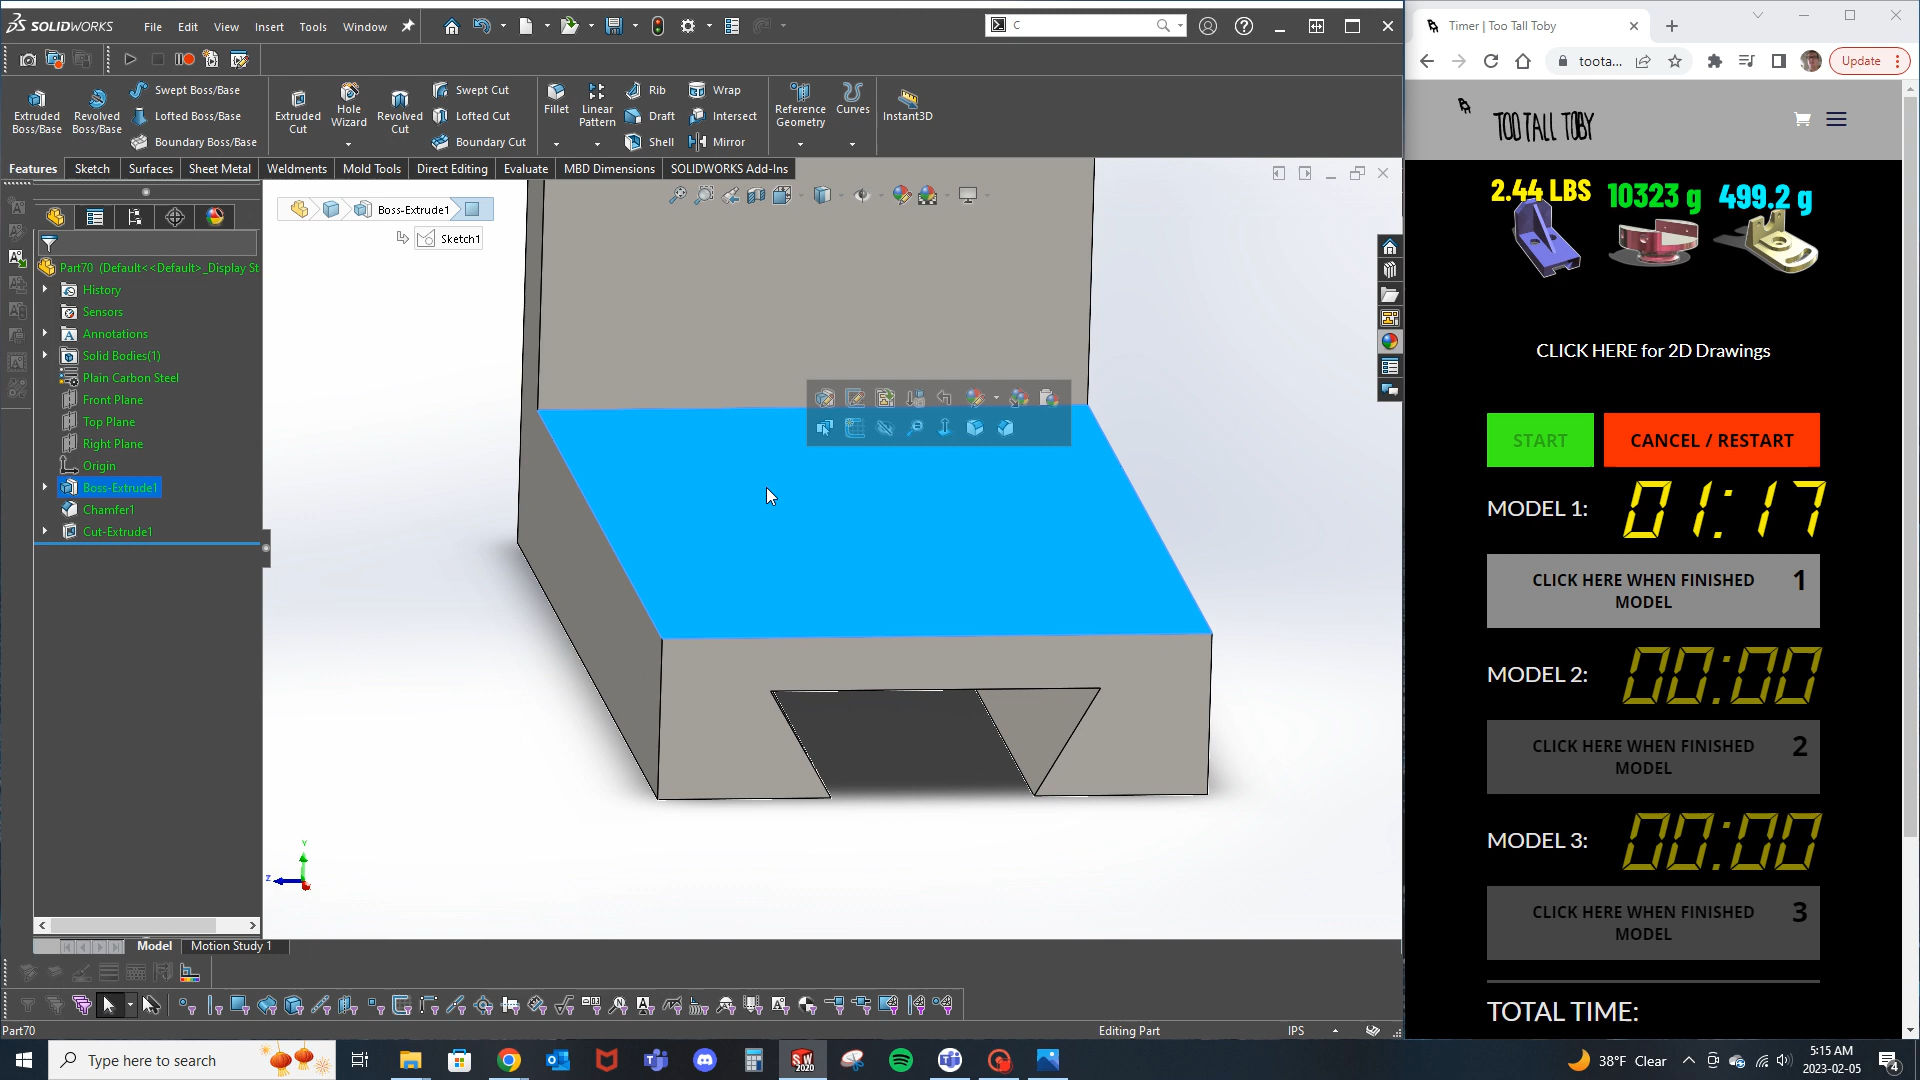 SOLIDWORKS
File Edit View Insert Tools Window
C
Extruded Boss/Base
Revolved Boss/Base
Swept Boss/Base
Lofted Boss/Base
Boundary Boss/Base
Extruded Cut
Hole Wizard
Revolved Cut
Swept Cut
Lofted Cut
Boundary Cut
Fillet
Linear Pattern
Rib
Draft
Shell
Wrap
Intersect
Mirror
Reference Geometry
Curves
Instant3D
Features Sketch Surfaces Sheet Metal Weldments Mold Tools Direct Editing Evaluate MBD Dimensions SOLIDWORKS Add-Ins
Boss-Extrude1
Sketch1
Part70 (Default<<Default>_Display St
History
Sensors
Annotations
Solid Bodies(1)
Plain Carbon Steel
Front Plane
Top Plane
Right Plane
Origin
Boss-Extrude1
Chamfer1
Cut-Extrude1
Y
Z
Model Motion Study 1
Part70
Editing Part
IPS
Timer | Too Tall Toby
toota...
Update
TOO TALL TOBY
2.44 LBS 10323 g 499.2 g
CLICK HERE for 2D Drawings
START
CANCEL / RESTART
MODEL 1: 01:17
CLICK HERE WHEN FINISHED 1
MODEL
MODEL 2: 00:00
CLICK HERE WHEN FINISHED 2
MODEL
MODEL 3: 00:00
CLICK HERE WHEN FINISHED 3
MODEL
TOTAL TIME:
Type here to search
SW
2020
38°F Clear
5:15 AM
2023-02-05
4